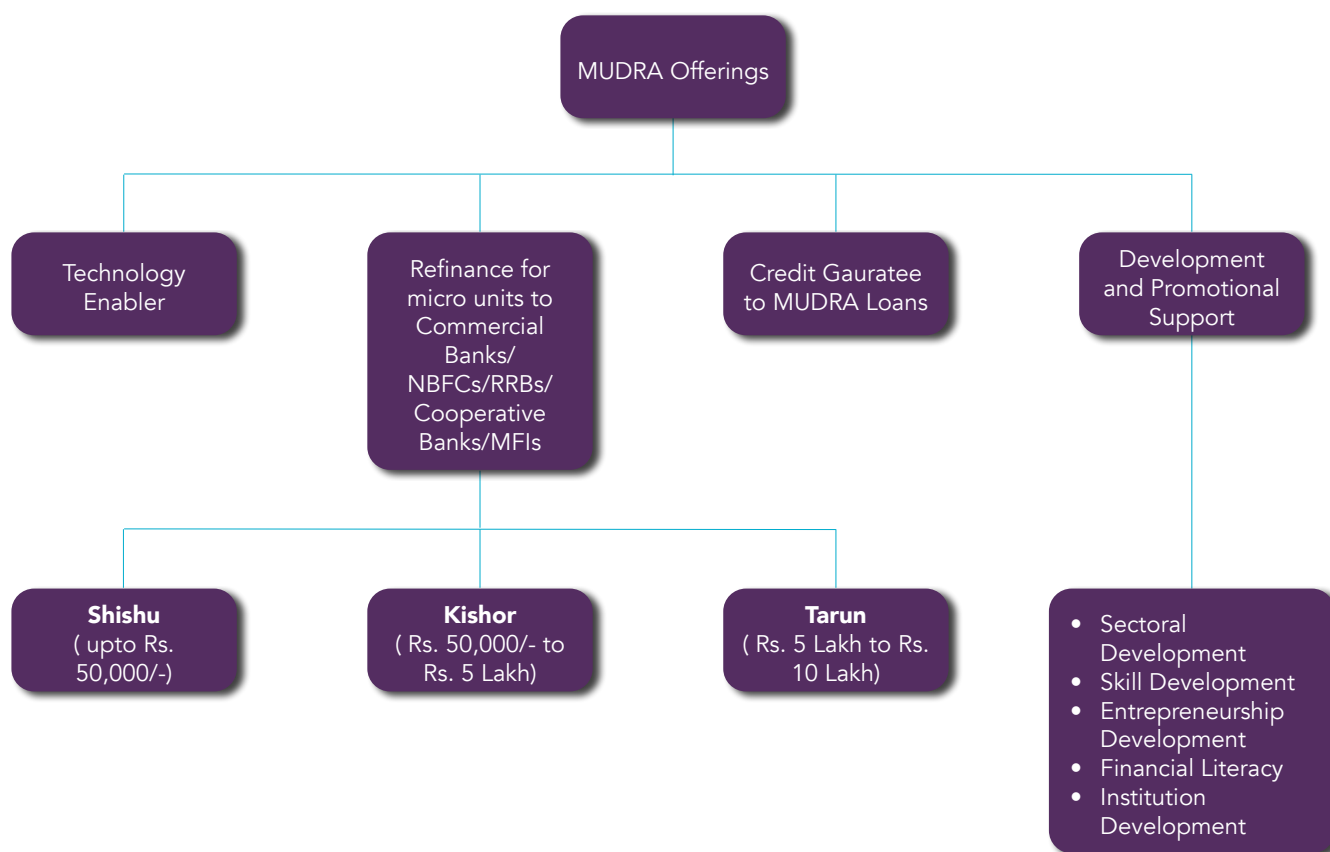 MUDRA Offerings
Technology
Enabler
Refinance for
micro units to
Commercial
Banks/
NBFCs/RRBs/
Cooperative
Banks/MFIs
Credit Gauratee
to MUDRA Loans
Development
and Promotional
Support
Shishu
( upto Rs.
50,000/-)
Kishor
( Rs. 50,000/- to
Rs. 5 Lakh)
Tarun
( Rs. 5 Lakh to Rs.
10 Lakh)
• Sectoral
Development
• Skill Development
• Entrepreneurship
Development
• Financial Literacy
• Institution
Development